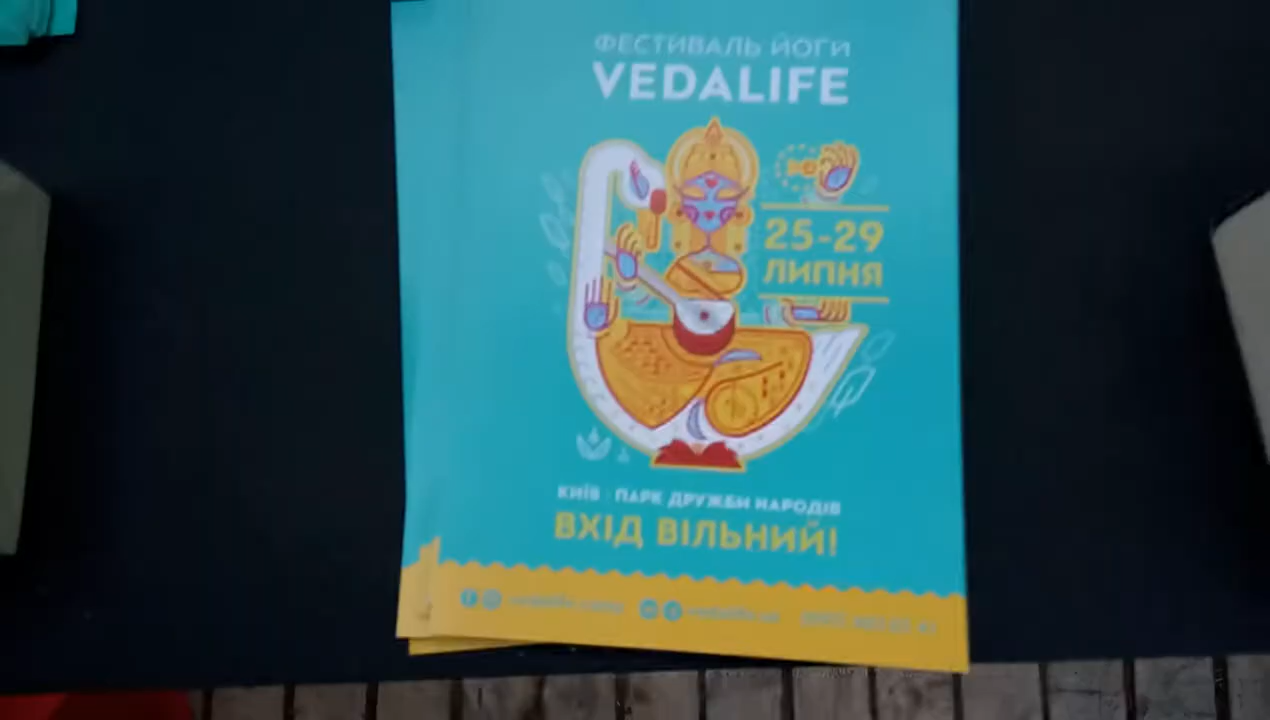 ФЕСТИВАЛЬ ЙОГИ
VEDALIFE
25-29
ЛИПНЯ
КИЇВ · ПАРК ДРУЖБИ НАРОДІВ
ВХІД ВІЛЬНИЙ!